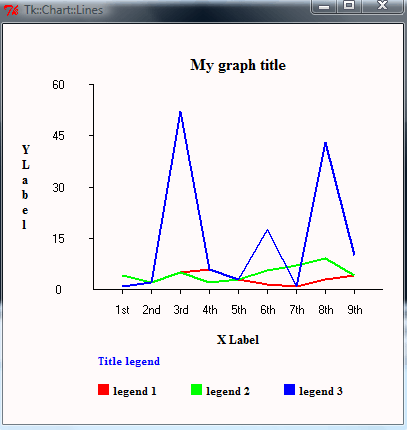 Tk::Chart::Lines
My graph title
60
45
30
15
0
Y
L
a
b
e
l
1st 2nd 3rd 4th 5th 6th 7th 8th 9th
X Label
Title legend
legend 1 legend 2 legend 3